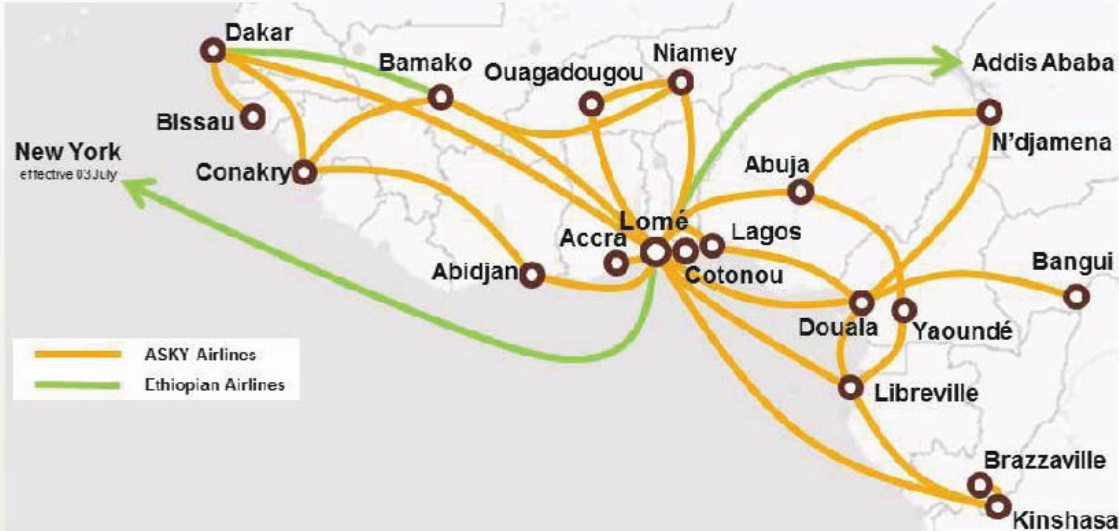 Dakar
Bamako
Niamey
Ouagadougou
Addis Ababa
Bissau
N'djamena
New York
effective 03 July
Conakry
Abuja
Lomé
Lagos
Accra
Cotonou
Abidjan
Bangui
Douala
Yaoundé
ASKY Airlines
Ethiopian Airlines
Libreville
Brazzaville
Kinshasa